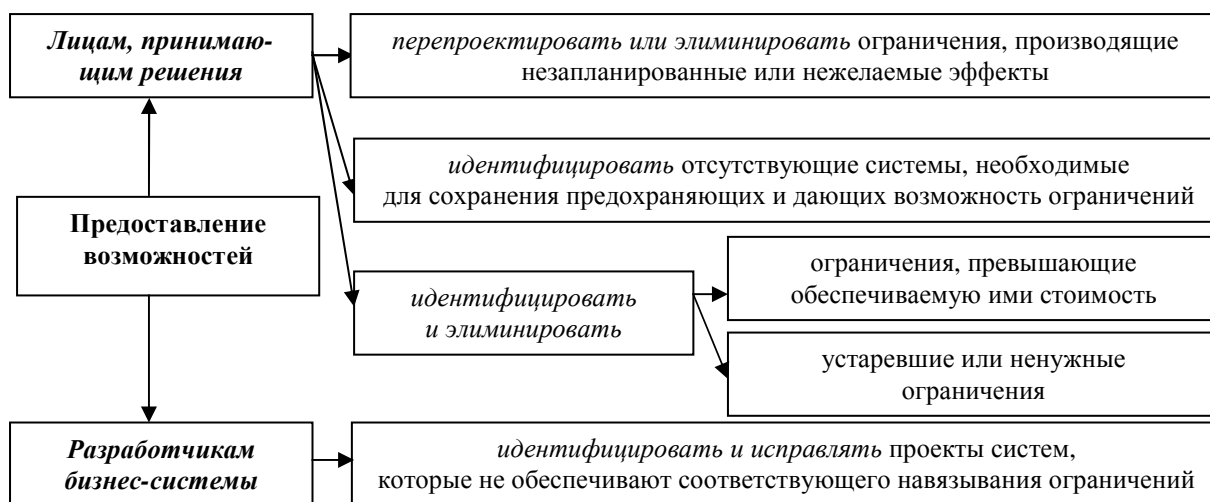 Лицам, принимаю-
щим решения
перепроектировать или элиминировать ограничения, производящие
незапланированные или нежелаемые эффекты
идентифицировать отсутствующие системы, необходимые
для сохранения предохраняющих и дающих возможность ограничений
Предоставление
возможностей
идентифицировать
и элиминировать
ограничения, превышающие
обеспечиваемую ими стоимость
устаревшие или ненужные
ограничения
Разработчикам
бизнес-системы
идентифицировать и исправлять проекты систем,
которые не обеспечивают соответствующего навязывания ограничений